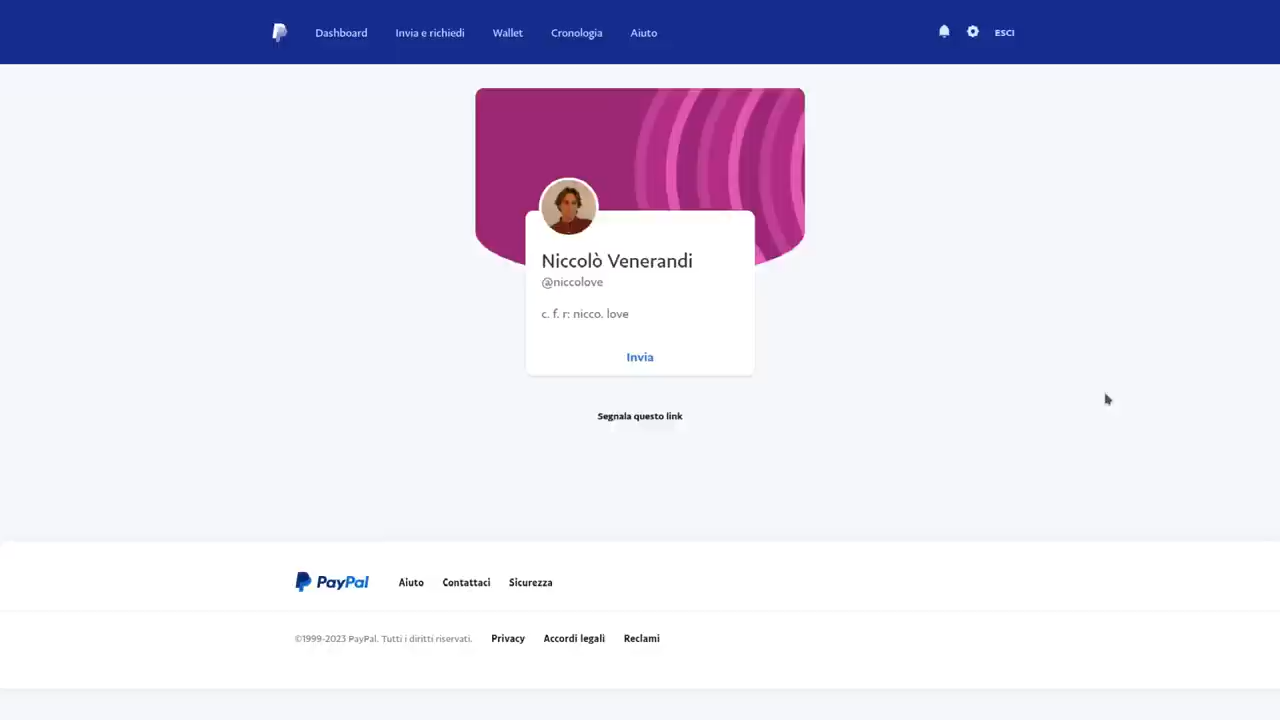 Dashboard Invia e richiedi Wallet Cronologia Aiuto ESCI
Niccolò Venerandi
@niccolove
c. f. r: nicco. love
Invia
Segnala questo link
PayPal Aiuto Contattaci Sicurezza
©1999-2023 PayPal. Tutti i diritti riservati. Privacy Accordi legali Reclami